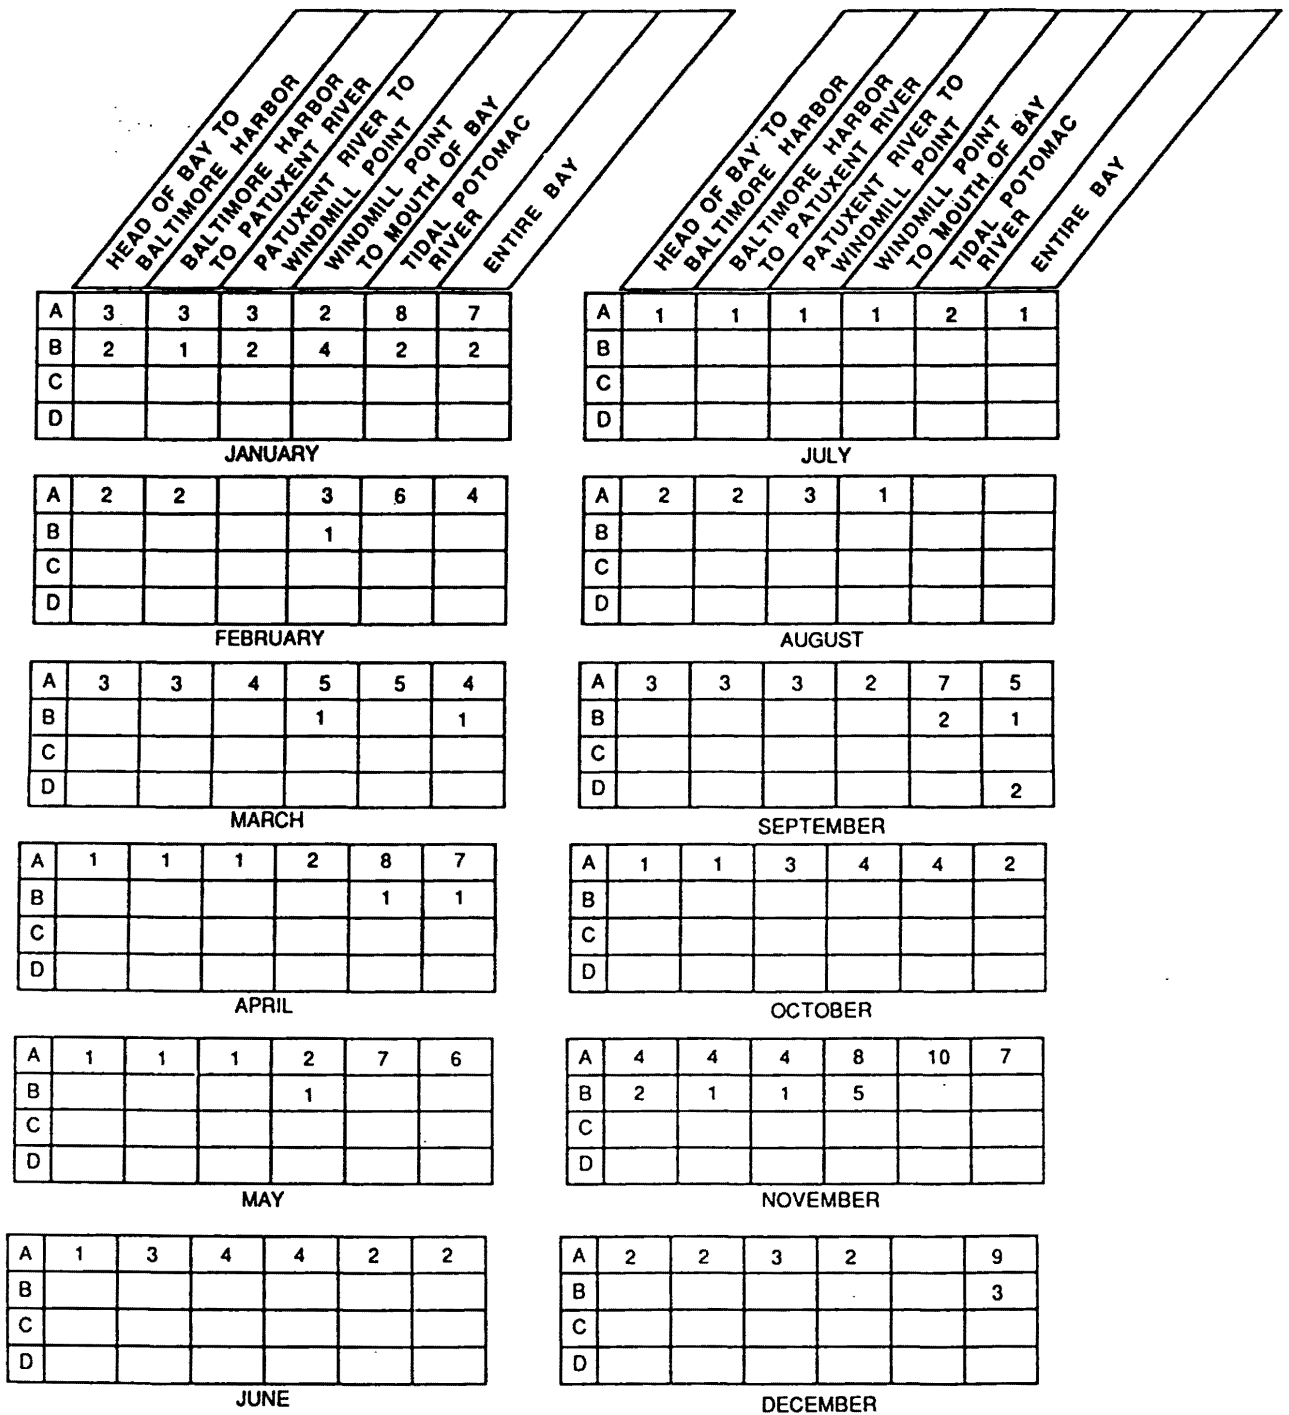 HEAD OF BAY TO
BALTIMORE HARBOR
BALTIMORE HARBOR
TO PATUXENT RIVER
PATUXENT RIVER TO
WINDMILL POINT
WINDMILL POINT
TO MOUTH OF BAY
TIDAL POTOMAC
RIVER
ENTIRE BAY
A 3 3 3 2 8 7
B 2 1 2 4 2 2
C
D
JANUARY
A 2 2 3 6 4
B 1
C
D
FEBRUARY
A 3 3 4 5 5 4
B 1 1
C
D
MARCH
A 1 1 1 2 8 7
B 1 1
C
D
APRIL
A 1 1 1 2 7 6
B 1
C
D
MAY
A 1 3 4 4 2 2
B
C
D
JUNE
HEAD OF BAY TO
BALTIMORE HARBOR
BALTIMORE HARBOR
TO PATUXENT RIVER
PATUXENT RIVER TO
WINDMILL POINT
WINDMILL POINT
TO MOUTH OF BAY
TIDAL POTOMAC
RIVER
ENTIRE BAY
A 1 1 1 1 2 1
B
C
D
JULY
A 2 2 3 1
B
C
D
AUGUST
A 3 3 3 2 7 5
B 2 1
C
D 2
SEPTEMBER
A 1 1 3 4 4 2
B
C
D
OCTOBER
A 4 4 4 8 10 7
B 2 1 1 5
C
D
NOVEMBER
A 2 2 3 2 9
B 3
C
D
DECEMBER